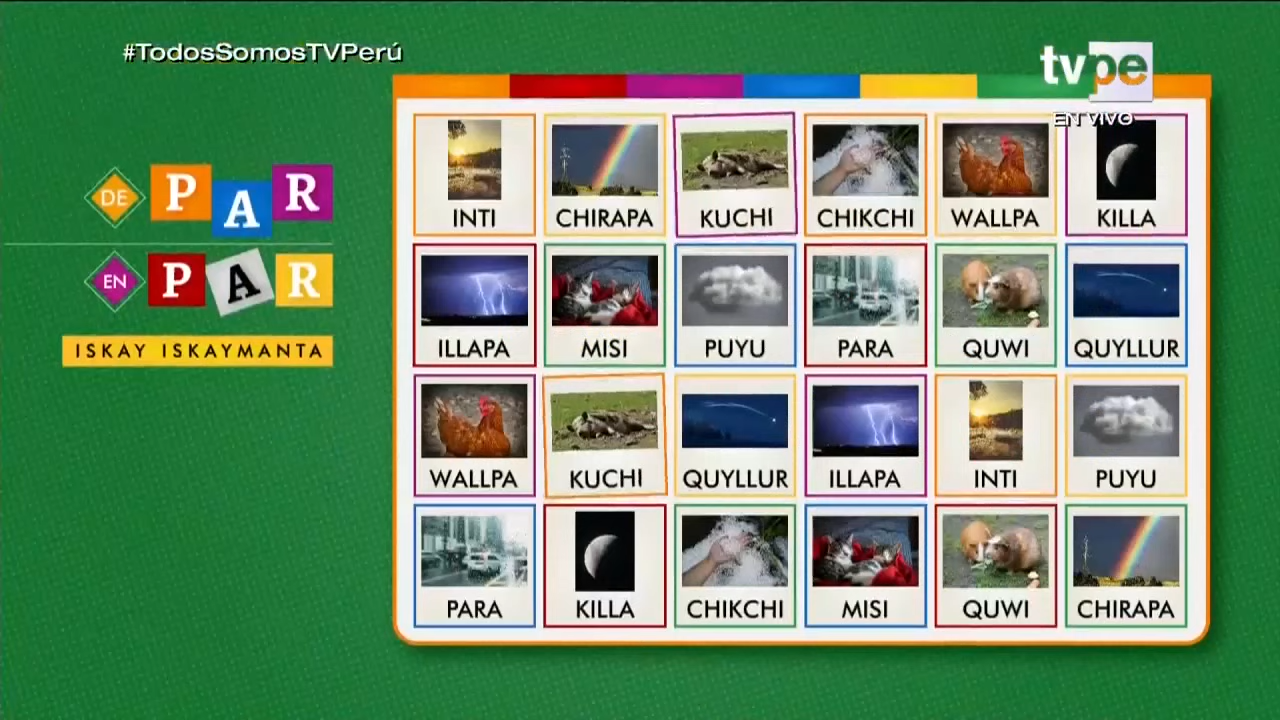 #TodosSomosTVPerú
tvpe
EN VIVO
DE PAR
EN PAR
ISKAY ISKAYMANTA
INTI CHIRAPA KUCHI CHIKCHI WALLPA KILLA
ILLAPA MISI PUYU PARA QUWI QUYLLUR
WALLPA KUCHI QUYLLUR ILLAPA INTI PUYU
PARA KILLA CHIKCHI MISI QUWI CHIRAPA